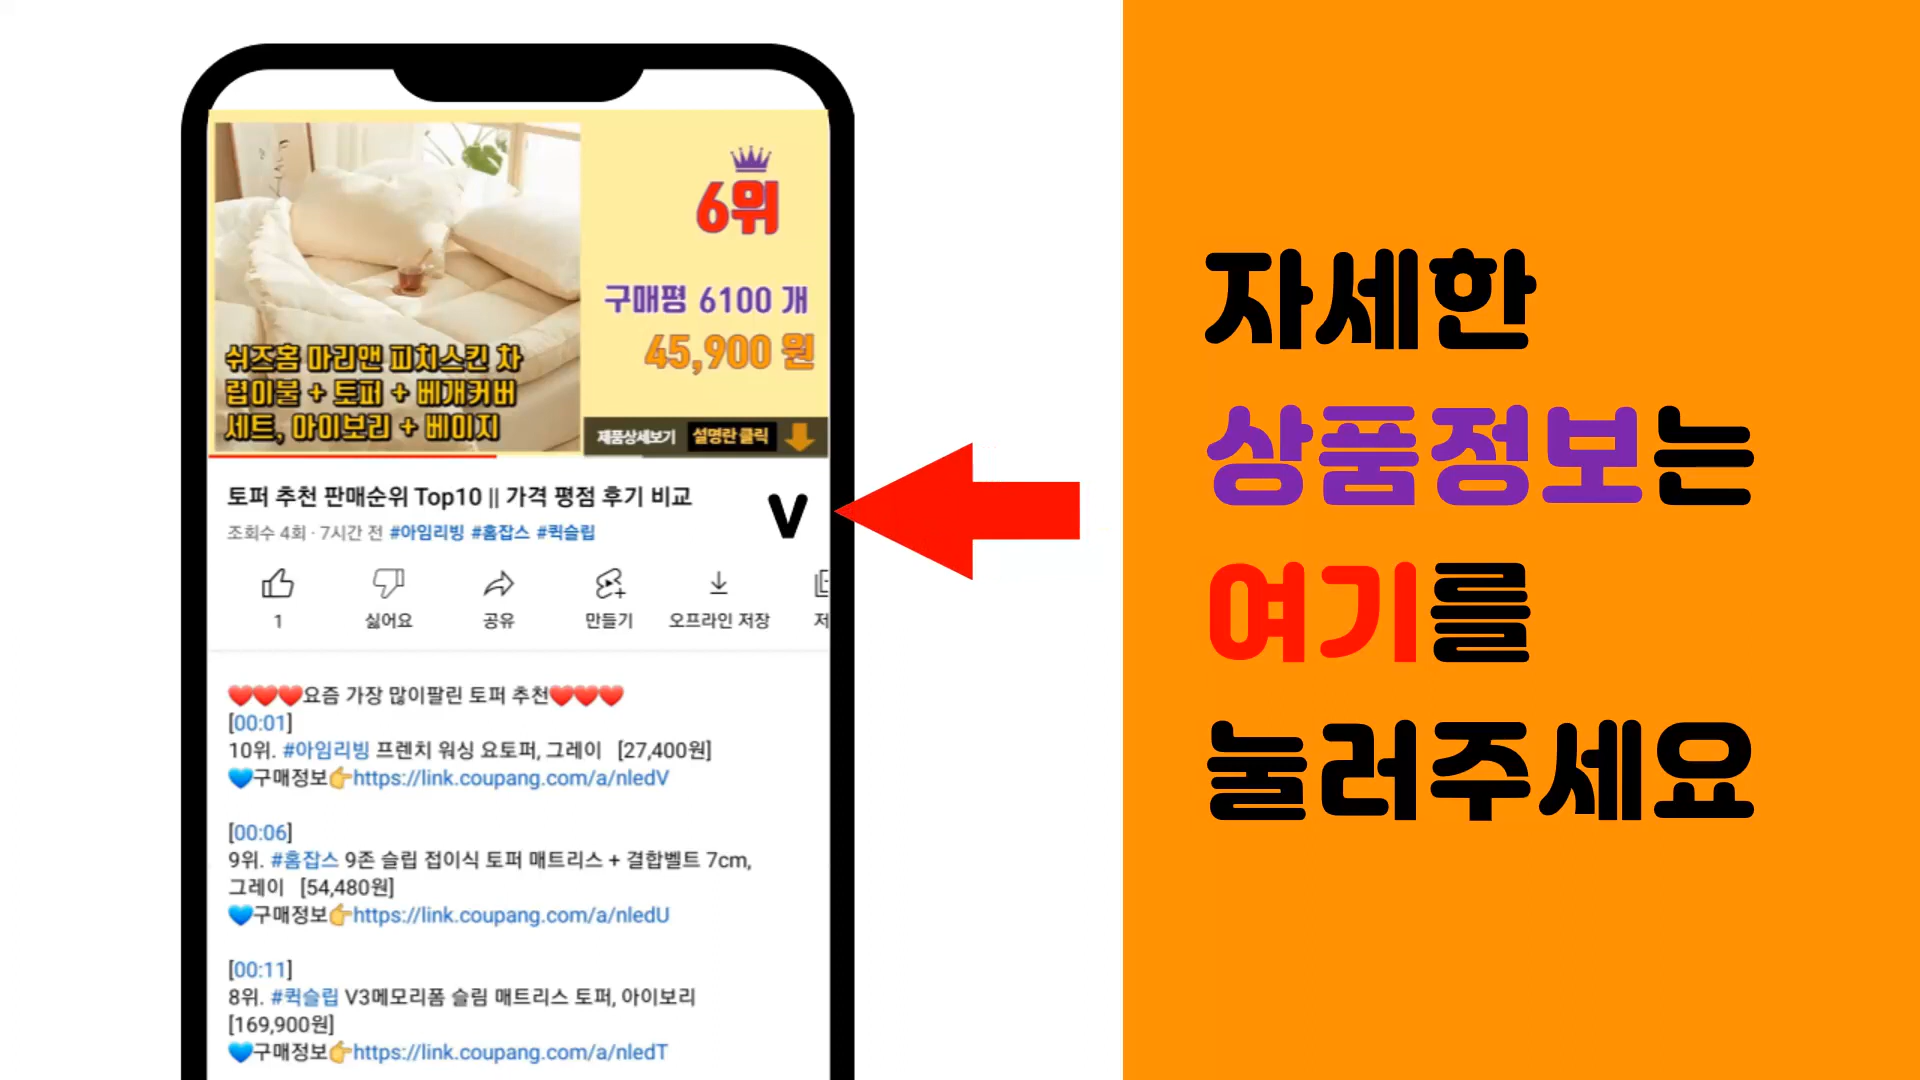 6위
구매평 6100 개
45,900 원
쉬즈홈 마리앤 피치스킨 차
렵이불 + 토퍼 + 베개커버
세트, 아이보리 + 베이지
제품상세보기 설명란 클릭
토퍼 추천 판매순위 Top10 || 가격 평점 후기 비교
V
조회수 4회 · 7시간 전 #아임리빙 #홈잡스 #퀵슬립
1 싫어요 공유 만들기 오프라인 저장 저
❤️❤️❤️요즘 가장 많이팔린 토퍼 추천❤️❤️❤️
[00:01]
10위. #아임리빙 프렌치 워싱 요토퍼, 그레이 [27,400원]
💙구매정보👉https://link.coupang.com/a/nledV
[00:06]
9위. #홈잡스 9존 슬립 접이식 토퍼 매트리스 + 결합벨트 7cm,
그레이 [54,480원]
💙구매정보👉https://link.coupang.com/a/nledU
[00:11]
8위. #퀵슬립 V3메모리폼 슬림 매트리스 토퍼, 아이보리
[169,900원]
💙구매정보👉https://link.coupang.com/a/nledT
자세한
상품정보는
여기를
눌러주세요